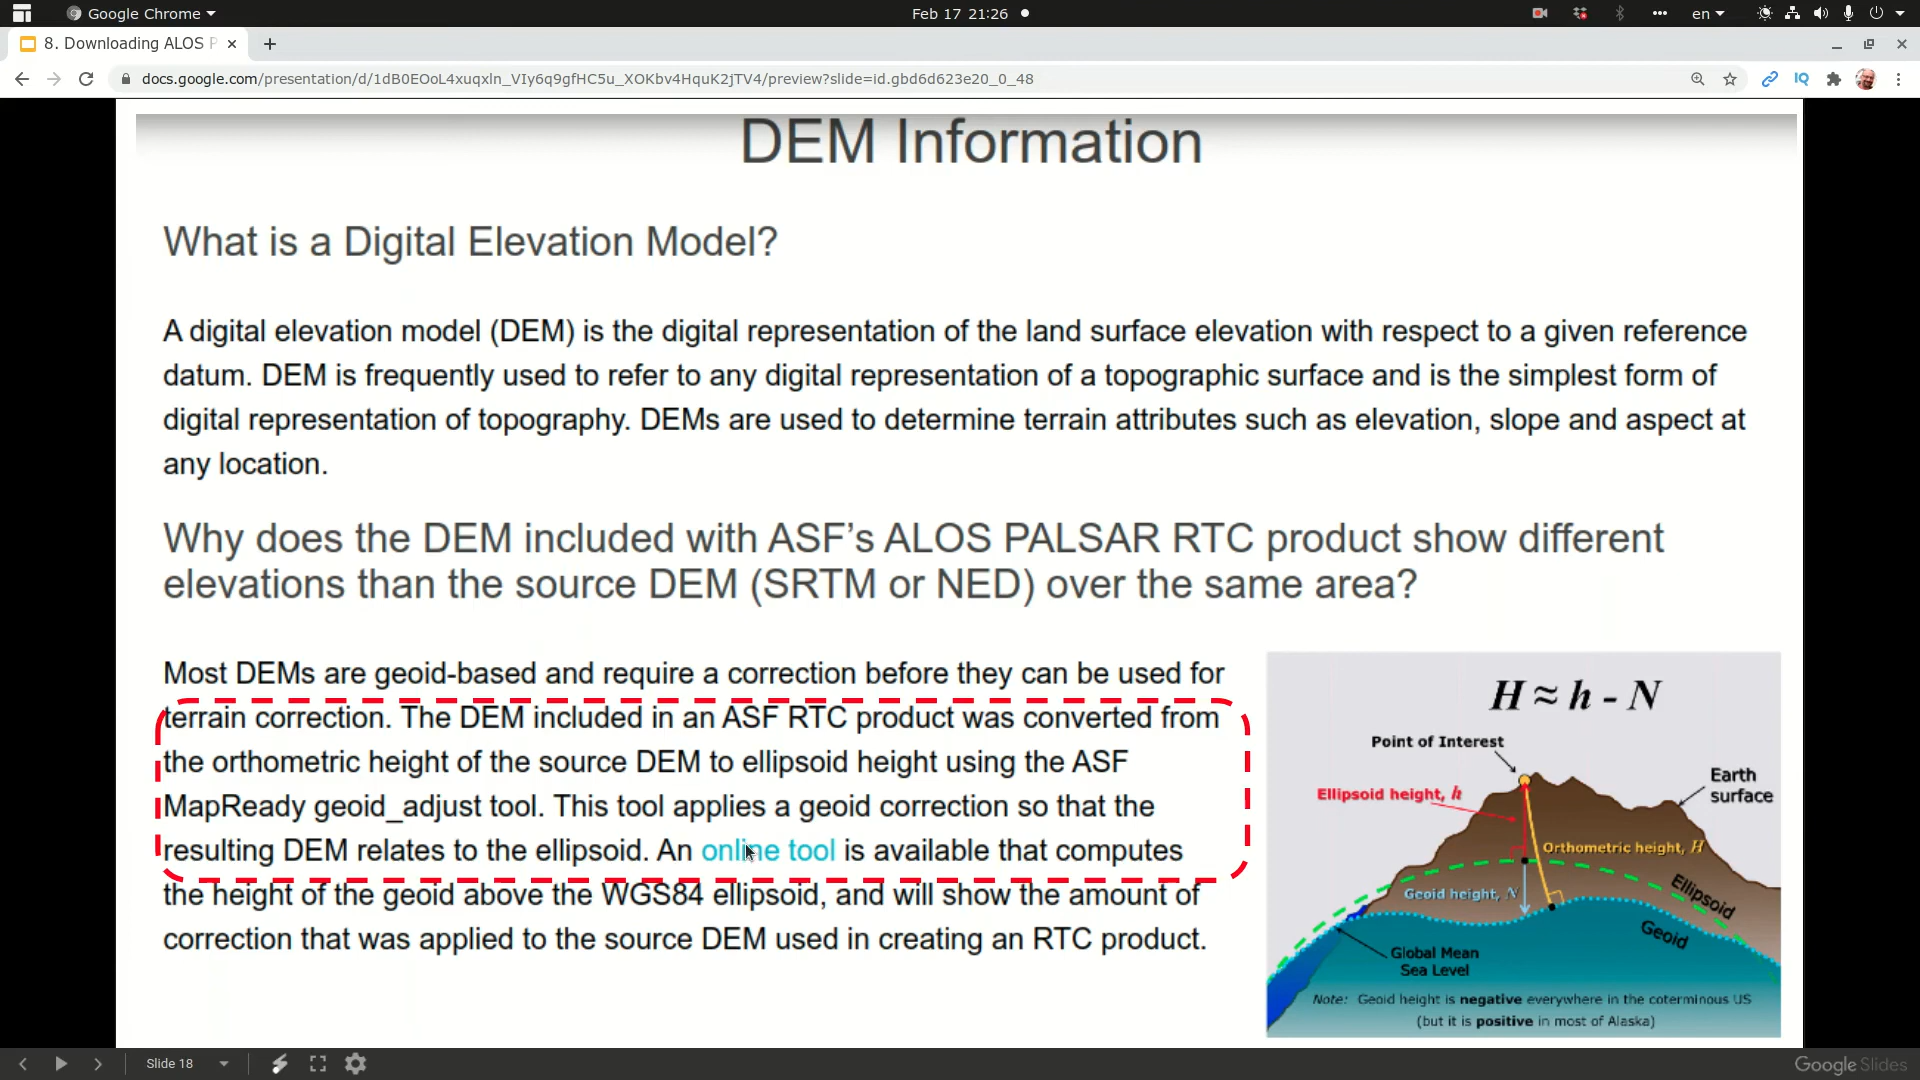 Google Chrome
Feb 17 21:26
en
8. Downloading ALOS P
docs.google.com/presentation/d/1dB0EOoL4xuqxln_VIy6q9gfHC5u_XOKbv4HquK2jTV4/preview?slide=id.gbd6d623e20_0_48
IQ
DEM Information
What is a Digital Elevation Model?
A digital elevation model (DEM) is the digital representation of the land surface elevation with respect to a given reference
datum. DEM is frequently used to refer to any digital representation of a topographic surface and is the simplest form of
digital representation of topography. DEMs are used to determine terrain attributes such as elevation, slope and aspect at
any location.
Why does the DEM included with ASF’s ALOS PALSAR RTC product show different
elevations than the source DEM (SRTM or NED) over the same area?
Most DEMs are geoid-based and require a correction before they can be used for
terrain correction. The DEM included in an ASF RTC product was converted from
the orthometric height of the source DEM to ellipsoid height using the ASF
MapReady geoid_adjust tool. This tool applies a geoid correction so that the
resulting DEM relates to the ellipsoid. An online tool is available that computes
the height of the geoid above the WGS84 ellipsoid, and will show the amount of
correction that was applied to the source DEM used in creating an RTC product.
H ≈ h - N
Point of Interest
Earth
surface
Ellipsoid height, h
Orthometric height, H
Geoid height, N
Ellipsoid
Geoid
Global Mean
Sea Level
Note: Geoid height is negative everywhere in the coterminous US
(but it is positive in most of Alaska)
Slide 18
Google Slides